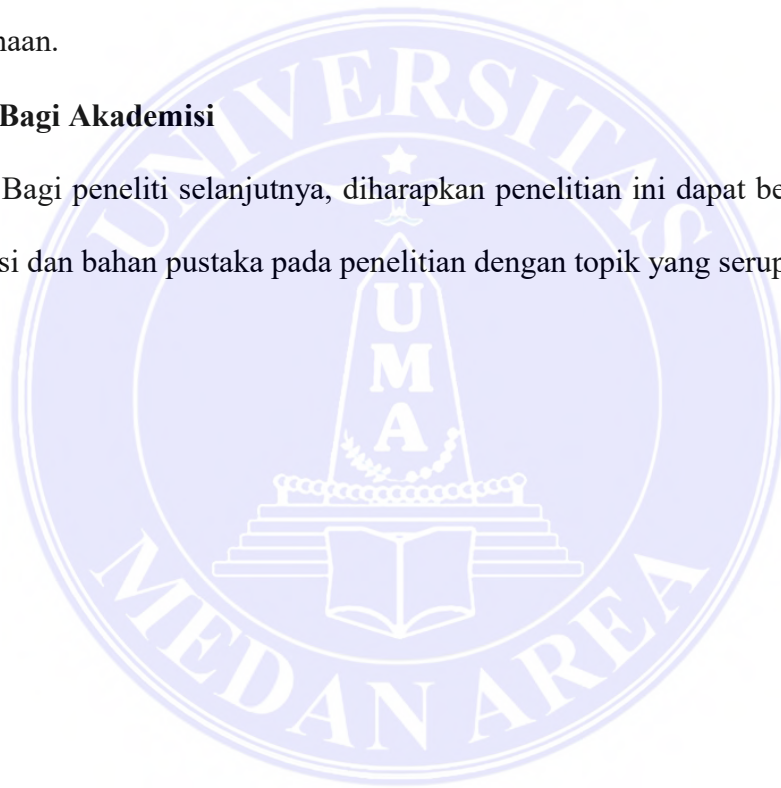 naan.
Bagi Akademisi
Bagi peneliti selanjutnya, diharapkan penelitian ini dapat be
si dan bahan pustaka pada penelitian dengan topik yang serup
UNIVERSITAS
U
M
A
MEDAN AREA